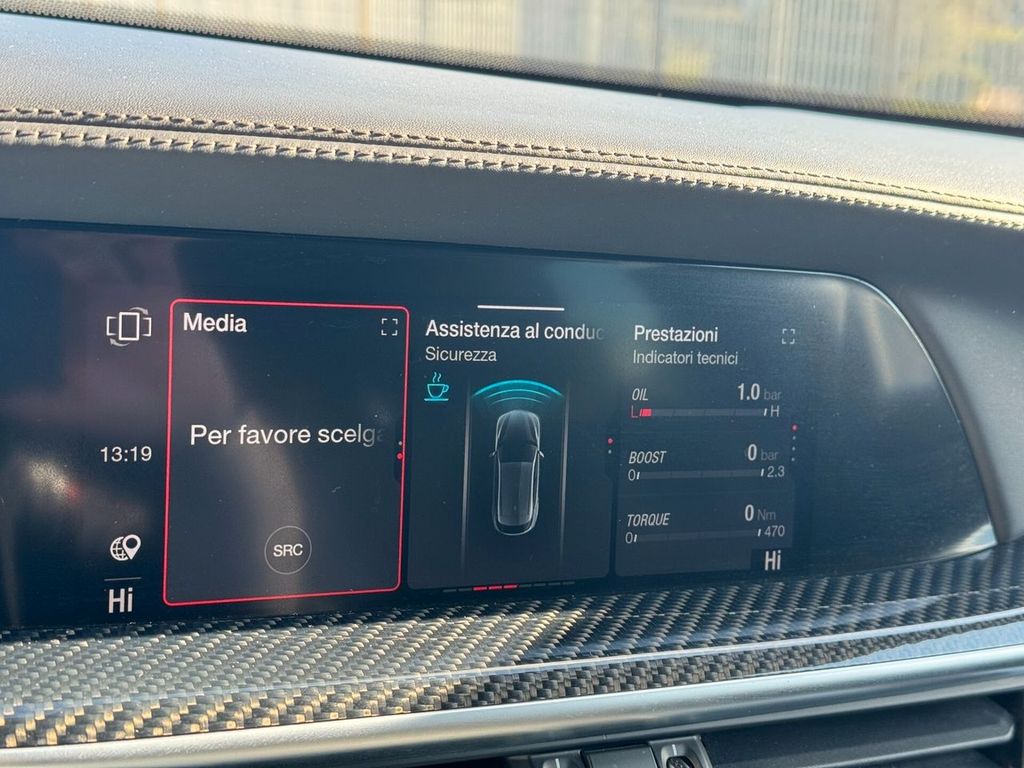 Media
Per favore scelga
SRC
13:19
Hi
Assistenza al conduc
Sicurezza
Prestazioni
Indicatori tecnici
OIL 1.0 bar
L H
BOOST 0 bar
0 2.3
TORQUE 0 Nm
0 470
Hi